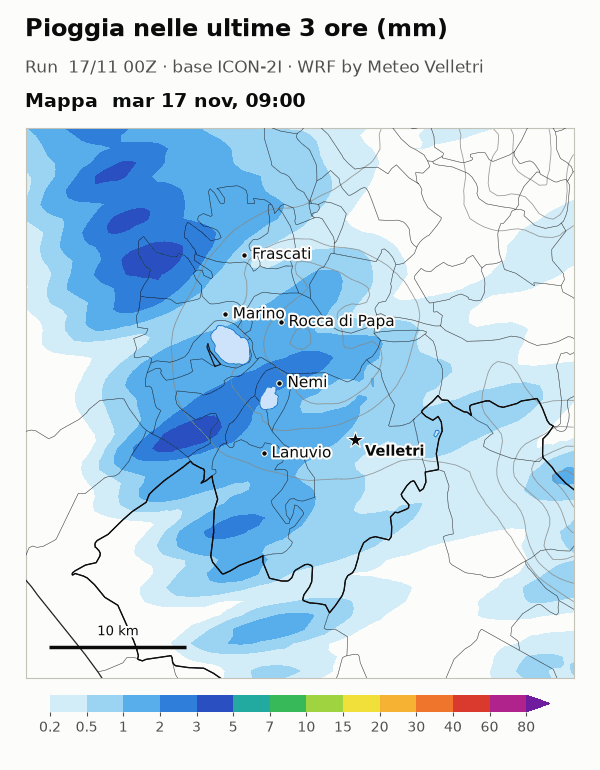 Pioggia nelle ultime 3 ore (mm)
Run  17/11 00Z · base ICON-2I · WRF by Meteo Velletri
Mappa  mar 17 nov, 09:00
Frascati
Marino
Rocca di Papa
Nemi
Velletri
Lanuvio
10 km
0.2 0.5 1 2 3 5 7 10 15 20 30 40 60 80